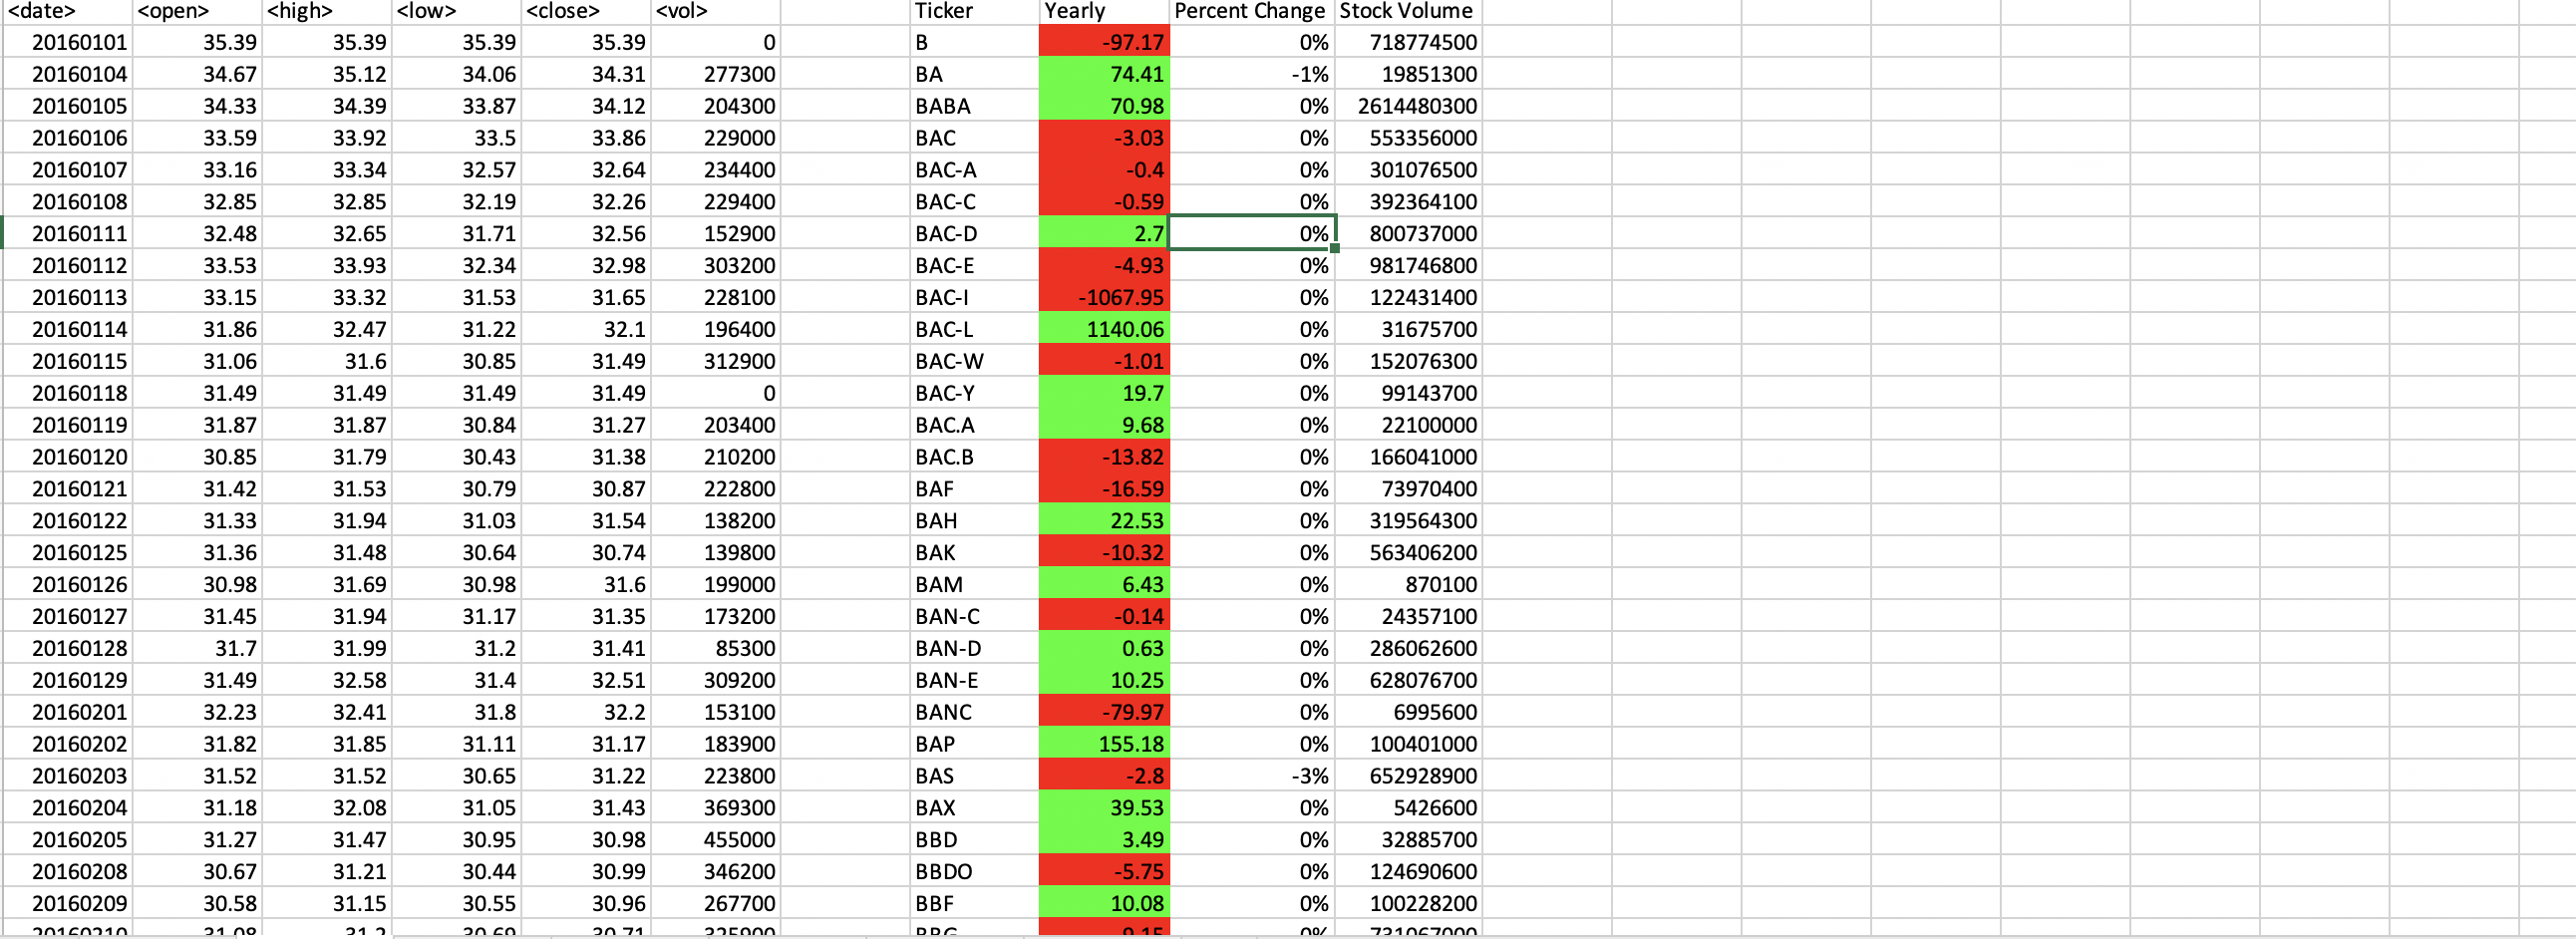 <date> <open> <high> <low> <close> <vol> Ticker Yearly Percent Change Stock Volume
20160101 35.39 35.39 35.39 35.39 0 B -97.17 0% 718774500
20160104 34.67 35.12 34.06 34.31 277300 BA 74.41 -1% 19851300
20160105 34.33 34.39 33.87 34.12 204300 BABA 70.98 0% 2614480300
20160106 33.59 33.92 33.5 33.86 229000 BAC -3.03 0% 553356000
20160107 33.16 33.34 32.57 32.64 234400 BAC-A -0.4 0% 301076500
20160108 32.85 32.85 32.19 32.26 229400 BAC-C -0.59 0% 392364100
20160111 32.48 32.65 31.71 32.56 152900 BAC-D 2.7 0% 800737000
20160112 33.53 33.93 32.34 32.98 303200 BAC-E -4.93 0% 981746800
20160113 33.15 33.32 31.53 31.65 228100 BAC-I -1067.95 0% 122431400
20160114 31.86 32.47 31.22 32.1 196400 BAC-L 1140.06 0% 31675700
20160115 31.06 31.6 30.85 31.49 312900 BAC-W -1.01 0% 152076300
20160118 31.49 31.49 31.49 31.49 0 BAC-Y 19.7 0% 99143700
20160119 31.87 31.87 30.84 31.27 203400 BAC.A 9.68 0% 22100000
20160120 30.85 31.79 30.43 31.38 210200 BAC.B -13.82 0% 166041000
20160121 31.42 31.53 30.79 30.87 222800 BAF -16.59 0% 73970400
20160122 31.33 31.94 31.03 31.54 138200 BAH 22.53 0% 319564300
20160125 31.36 31.48 30.64 30.74 139800 BAK -10.32 0% 563406200
20160126 30.98 31.69 30.98 31.6 199000 BAM 6.43 0% 870100
20160127 31.45 31.94 31.17 31.35 173200 BAN-C -0.14 0% 24357100
20160128 31.7 31.99 31.2 31.41 85300 BAN-D 0.63 0% 286062600
20160129 31.49 32.58 31.4 32.51 309200 BAN-E 10.25 0% 628076700
20160201 32.23 32.41 31.8 32.2 153100 BANC -79.97 0% 6995600
20160202 31.82 31.85 31.11 31.17 183900 BAP 155.18 0% 100401000
20160203 31.52 31.52 30.65 31.22 223800 BAS -2.8 -3% 652928900
20160204 31.18 32.08 31.05 31.43 369300 BAX 39.53 0% 5426600
20160205 31.27 31.47 30.95 30.98 455000 BBD 3.49 0% 32885700
20160208 30.67 31.21 30.44 30.99 346200 BBDO -5.75 0% 124690600
20160209 30.58 31.15 30.55 30.96 267700 BBF 10.08 0% 100228200